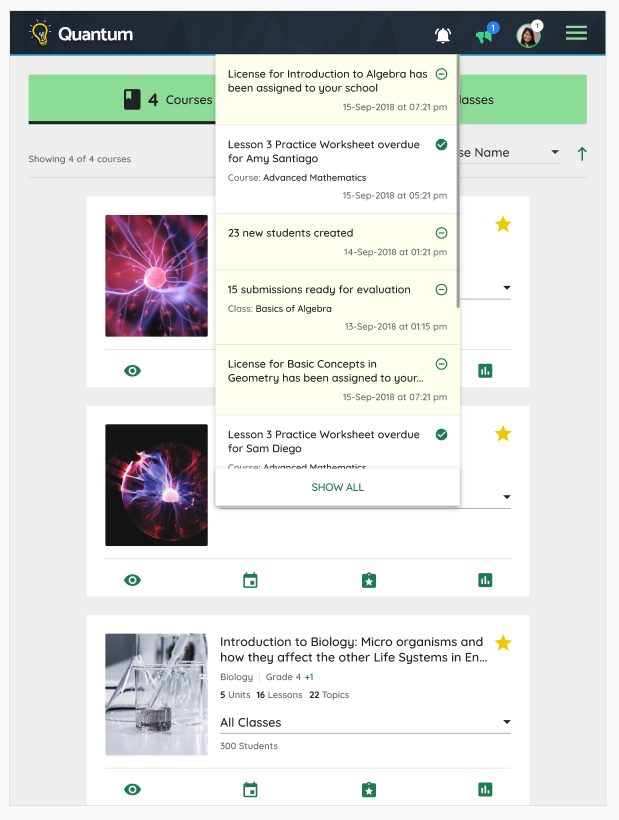 Quantum
1
1
4 Courses
lasses
Showing 4 of 4 courses
se Name
License for Introduction to Algebra has
been assigned to your school
15-Sep-2018 at 07:21 pm
Lesson 3 Practice Worksheet overdue
for Amy Santiago
Course: Advanced Mathematics
15-Sep-2018 at 05:21 pm
23 new students created
14-Sep-2018 at 01:21 pm
15 submissions ready for evaluation
Class: Basics of Algebra
13-Sep-2018 at 01:15 pm
License for Basic Concepts in
Geometry has been assigned to your...
15-Sep-2018 at 07:21 pm
Lesson 3 Practice Worksheet overdue
for Sam Diego
Course: Advanced Mathematics
SHOW ALL
Introduction to Biology: Micro organisms and
how they affect the other Life Systems in En...
Biology Grade 4 +1
5 Units 16 Lessons 22 Topics
All Classes
300 Students